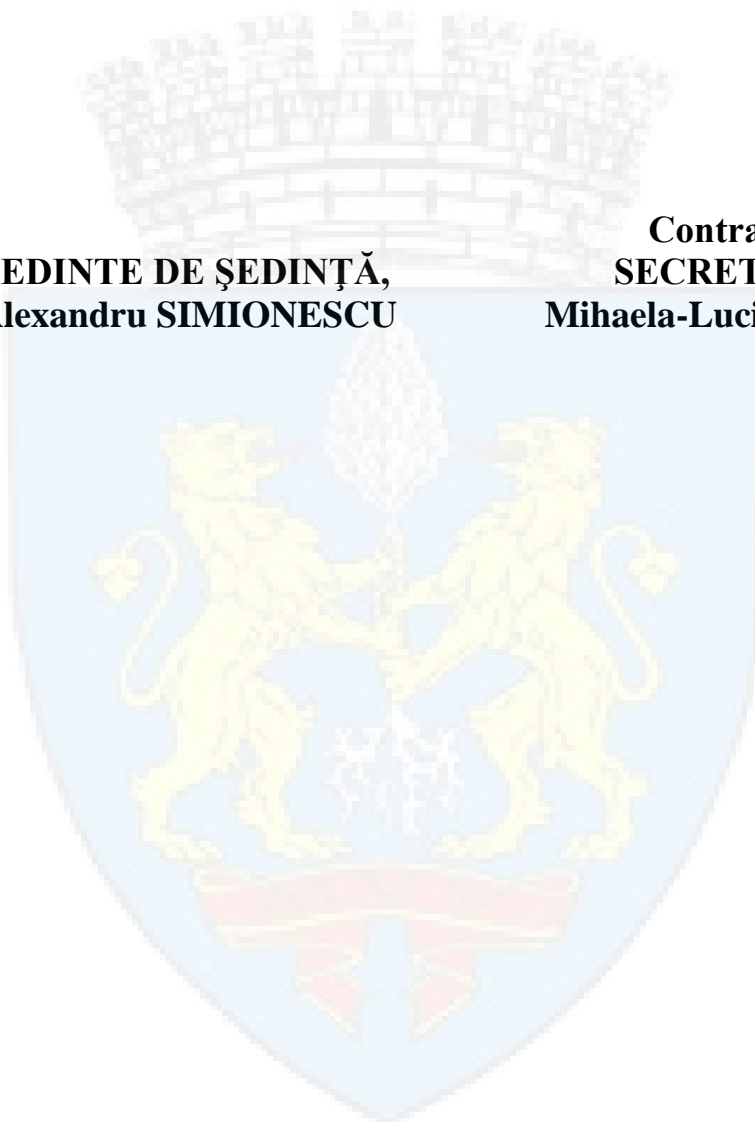 Contra
EDINTE DE ŞEDINŢĂ,
SECRET
lexandru SIMIONESCU
Mihaela-Luci